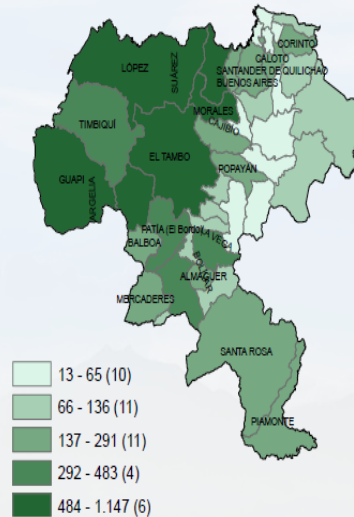 CORINTO
CALOTO
LÓPEZ
SUÁREZ
SANTANDER DE QUILICHAO
BUENOS AIRES
MORALES
CAJIBÍO
TIMBIQUÍ
EL TAMBO
POPAYÁN
GUAPI
ARGELIA
PATÍA (El Bordo)
LA VEGA
BALBOA
BOLÍVAR
ALMAGUER
MERCADERES
SANTA ROSA
PIAMONTE
13 - 65 (10)
66 - 136 (11)
137 - 291 (11)
292 - 483 (4)
484 - 1.147 (6)